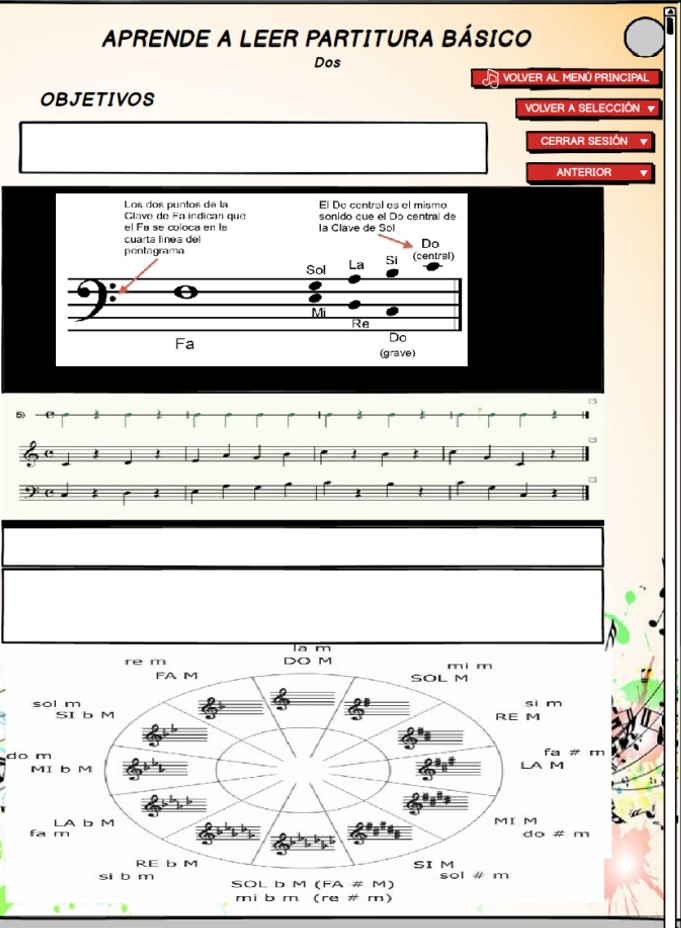 APRENDE A LEER PARTITURA BÁSICO
Dos
VOLVER AL MENÚ PRINCIPAL
OBJETIVOS
VOLVER A SELECCIÓN
CERRAR SESIÓN
ANTERIOR
Los dos puntos de la
Clave de Fa indican que
el Fa se coloca en la
cuarta linea del
pentagrama
El Do central es el mismo
sonido que el Do central de
la Clave de Sol
Do
(central)
Si
La
Sol
Mi
Re
Do
(grave)
Fa
5)
la m
DO M
re m
FA M
mi m
SOL M
sol m
SI b M
si m
RE M
do m
MI b M
fa # m
LA M
LA b M
fa m
MI M
do # m
RE b M
si b m
SI M
sol # m
SOL b M (FA # M)
mi b m (re # m)